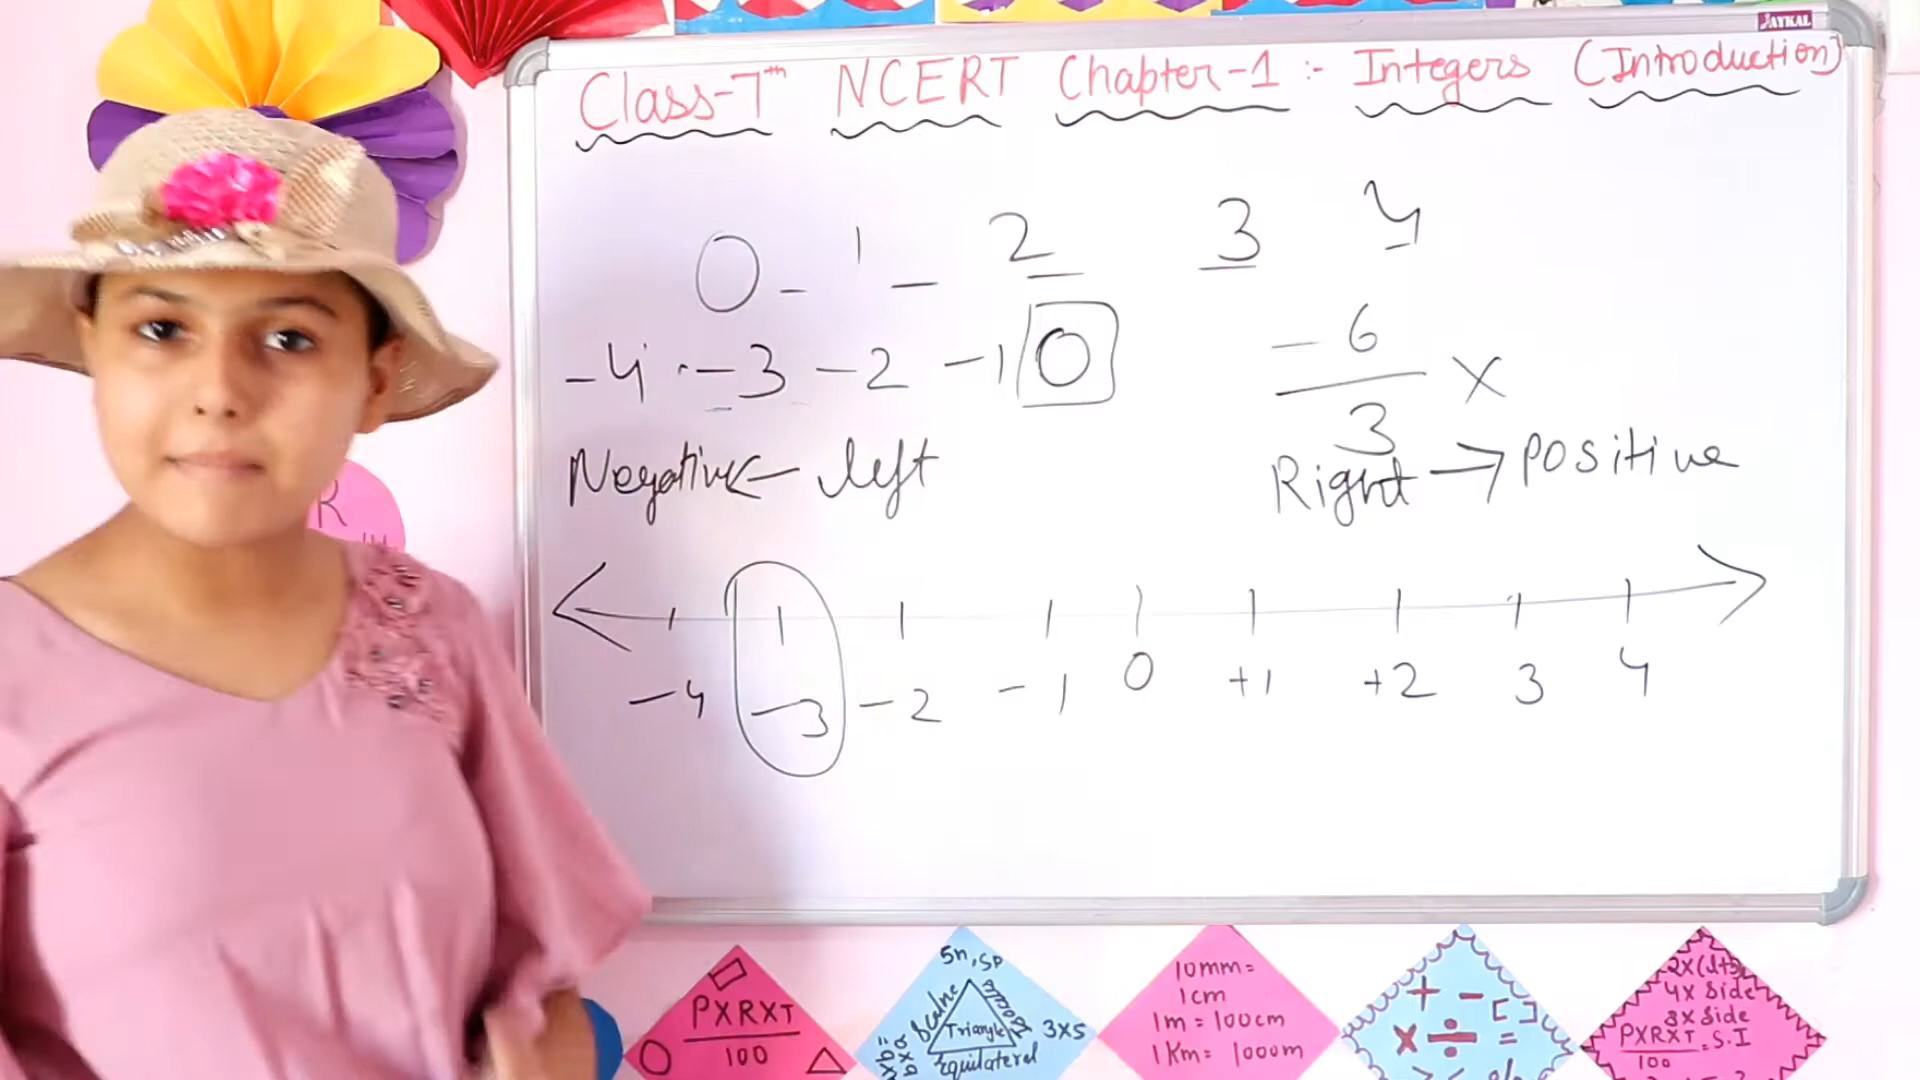 JAYKAL
Class-7th NCERT Chapter-1 :- Integers (Introduction)
0 - 1 - 2 3 4
-4 -3 -2 -1 0
-6
3
X
Negative ← left
Right → positive
-4 -3 -2 -1 0 +1 +2 3 4
R
PXRXT
100
5n, sp
Scalne
Triangle
3x5
Equilateral
10mm =
1cm
1m = 100cm
1Km = 1000m
+ - [ ]
x ÷ =
4x Side
3x Side
PXRXT = S.I
100